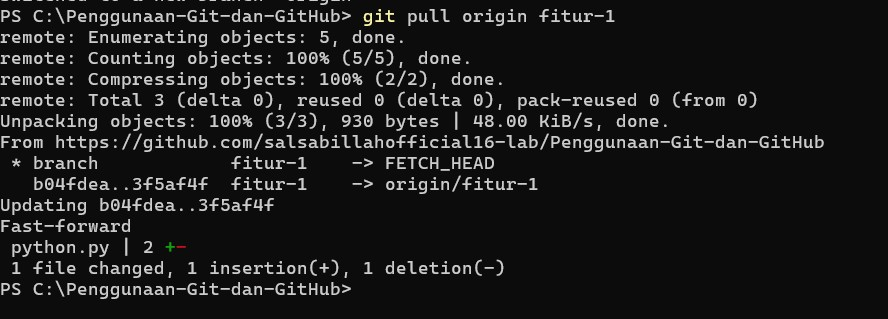 PS C:\Penggunaan-Git-dan-GitHub> git pull origin fitur-1
remote: Enumerating objects: 5, done.
remote: Counting objects: 100% (5/5), done.
remote: Compressing objects: 100% (2/2), done.
remote: Total 3 (delta 0), reused 0 (delta 0), pack-reused 0 (from 0)
Unpacking objects: 100% (3/3), 930 bytes | 48.00 KiB/s, done.
From https://github.com/salsabillahofficial16-lab/Penggunaan-Git-dan-GitHub
 * branch            fitur-1    -> FETCH_HEAD
   b04fdea..3f5af4f  fitur-1    -> origin/fitur-1
Updating b04fdea..3f5af4f
Fast-forward
 python.py | 2 +-
 1 file changed, 1 insertion(+), 1 deletion(-)
PS C:\Penggunaan-Git-dan-GitHub>